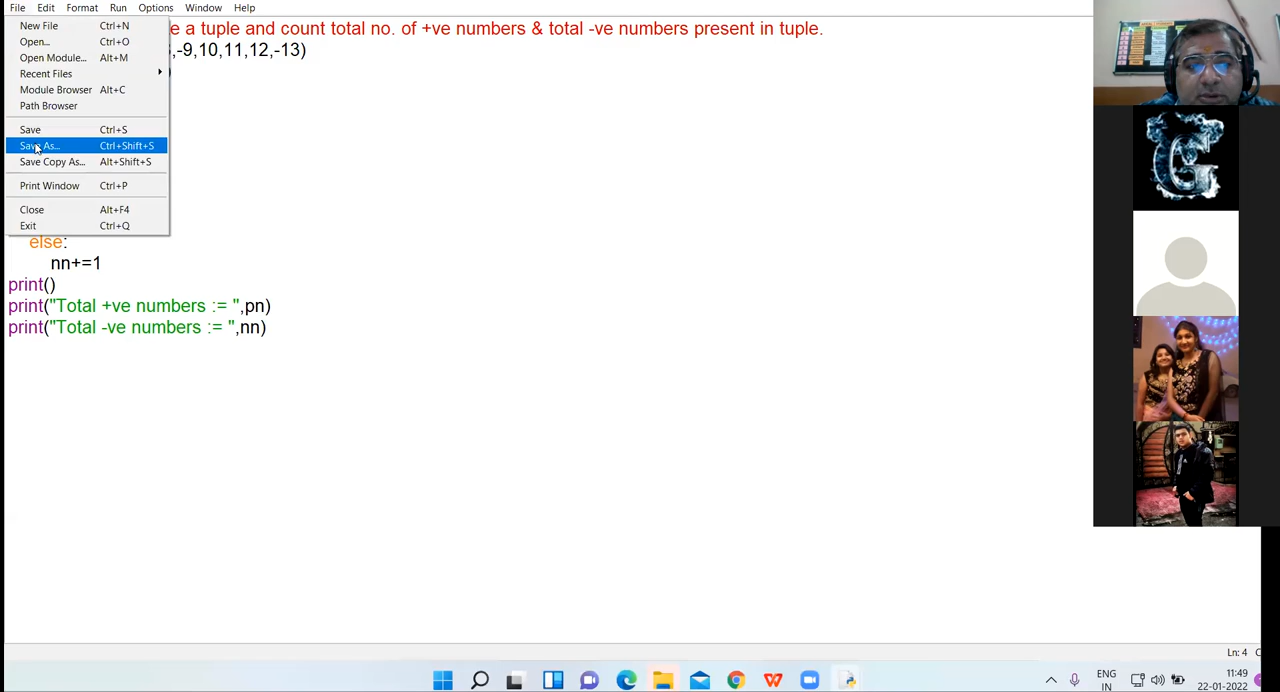 File Edit Format Run Options Window Help
New File Ctrl+N
Open... Ctrl+O
Open Module... Alt+M
Recent Files
Module Browser Alt+C
Path Browser
Save Ctrl+S
Save As... Ctrl+Shift+S
Save Copy As... Alt+Shift+S
Print Window Ctrl+P
Close Alt+F4
Exit Ctrl+Q
e a tuple and count total no. of +ve numbers & total -ve numbers present in tuple.
,-9,10,11,12,-13)
)
else:
nn+=1
print()
print("Total +ve numbers := ",pn)
print("Total -ve numbers := ",nn)
Ln: 4
ENG
IN
11:49
22-01-2022